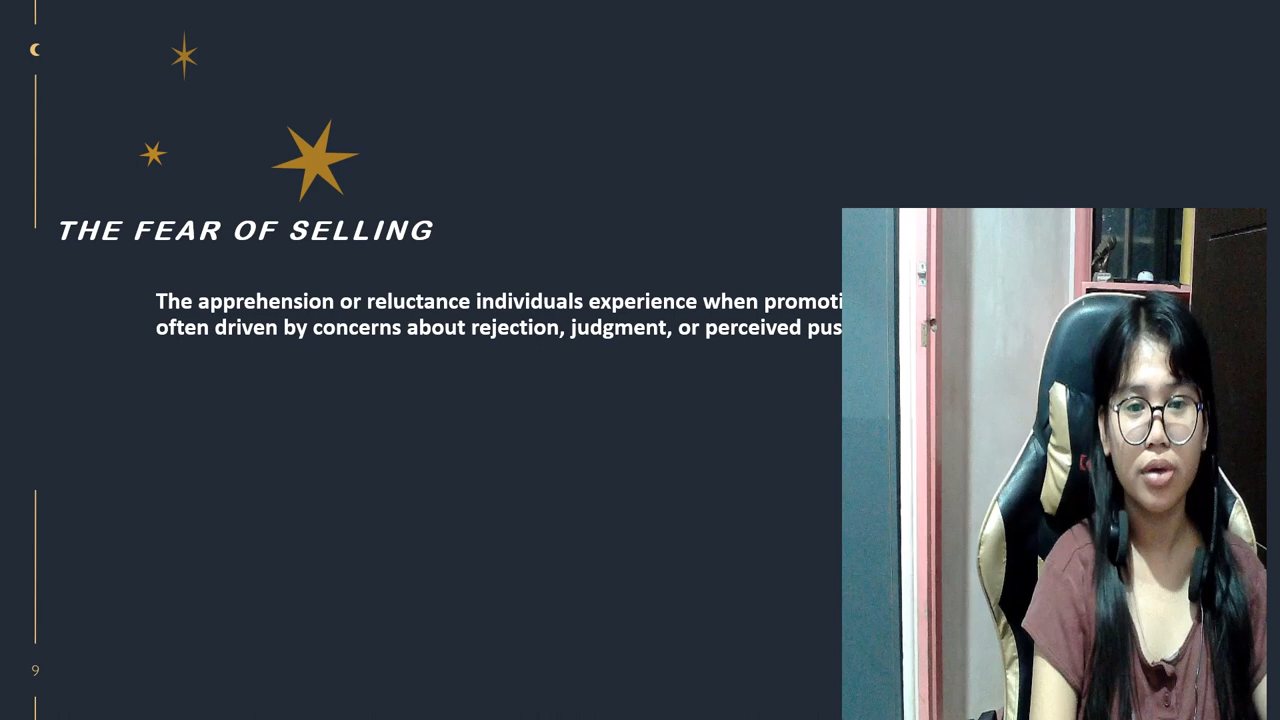 THE FEAR OF SELLING
The apprehension or reluctance individuals experience when
often driven by concerns about rejection, judgment, or perceived
9